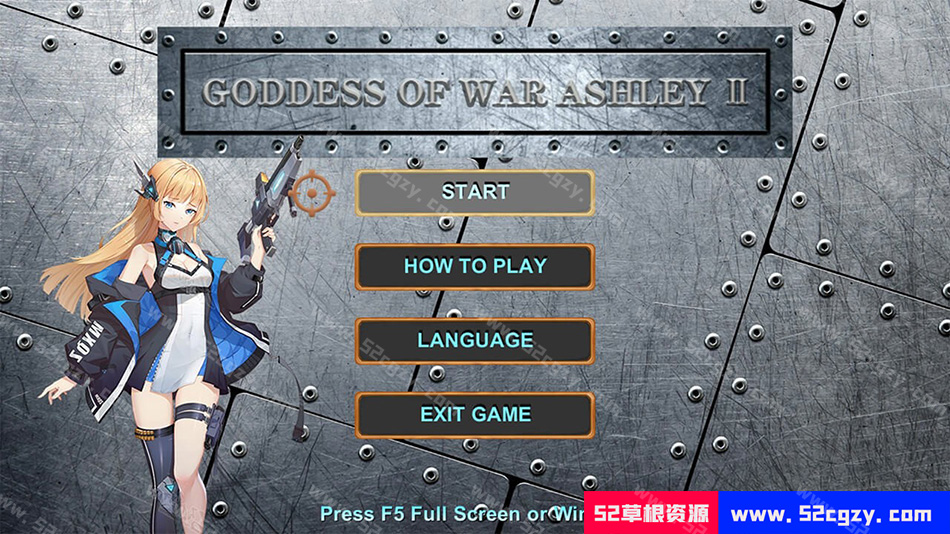 GODDESS OF WAR ASHLEY II
START
HOW TO PLAY
LANGUAGE
EXIT GAME
Press F5 Full Screen or Win
52草根资源 www.52cgzy.com